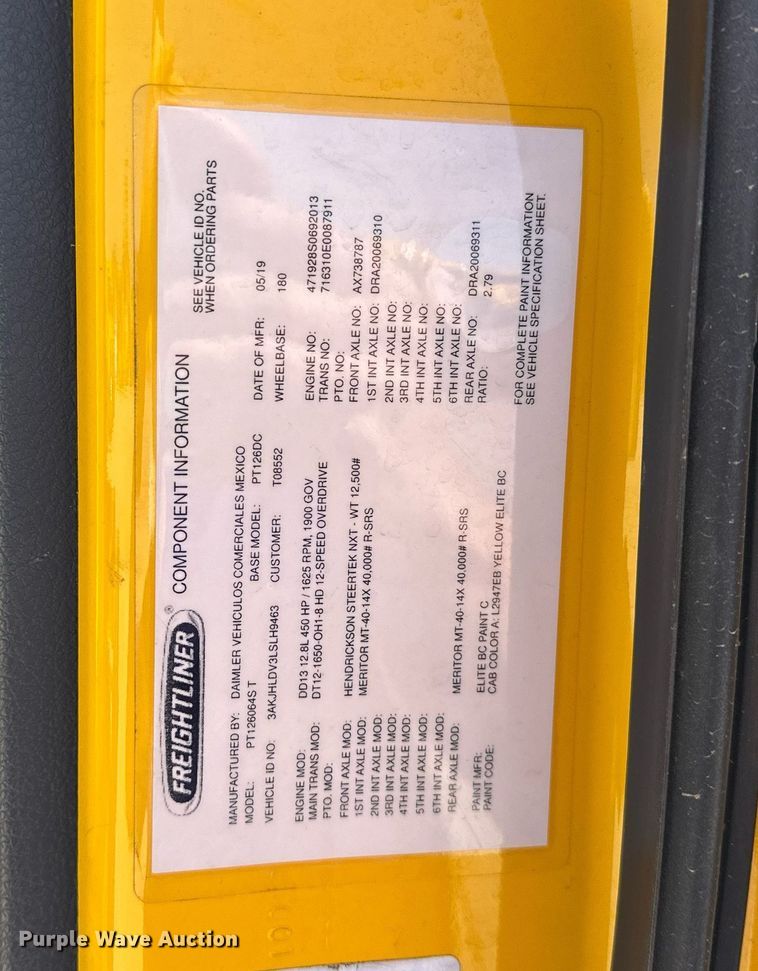 FREIGHTLINER® COMPONENT INFORMATION
SEE VEHICLE ID NO.
WHEN ORDERING PARTS
MANUFACTURED BY: DAIMLER VEHICULOS COMERCIALES MEXICO
MODEL: PT126064S T BASE MODEL: PT126DC DATE OF MFR: 05/19
VEHICLE ID NO: 3AKJHLDV3LSLH9463 CUSTOMER: T08552 WHEELBASE: 180
ENGINE MOD: DD13 12.8L 450 HP / 1625 RPM, 1900 GOV ENGINE NO: 471928S0692013
MAIN TRANS MOD: DT12-1650-OH1-8 HD 12-SPEED OVERDRIVE TRANS NO: 716310E0087911
PTO. MOD: PTO. NO:
FRONT AXLE MOD: HENDRICKSON STEERTEK NXT - WT 12,500# FRONT AXLE NO: AX738787
1ST INT AXLE MOD: MERITOR MT-40-14X 40,000# R-SRS 1ST INT AXLE NO: DRA20069310
2ND INT AXLE MOD: 2ND INT AXLE NO:
3RD INT AXLE MOD: 3RD INT AXLE NO:
4TH INT AXLE MOD: 4TH INT AXLE NO:
5TH INT AXLE MOD: 5TH INT AXLE NO:
6TH INT AXLE MOD: 6TH INT AXLE NO:
REAR AXLE MOD: MERITOR MT-40-14X 40,000# R-SRS REAR AXLE NO: DRA20069311
RATIO: 2.79
PAINT MFR: ELITE BC PAINT C
PAINT CODE: CAB COLOR A: L2947EB YELLOW ELITE BC
FOR COMPLETE PAINT INFORMATION
SEE VEHICLE SPECIFICATION SHEET.
Purple Wave Auction